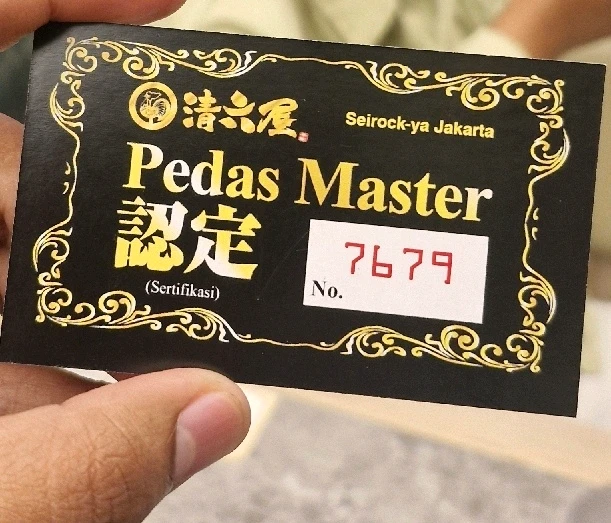 清六屋
Seirock-ya Jakarta
Pedas Master
認定
(Sertifikasi)
No. 7679